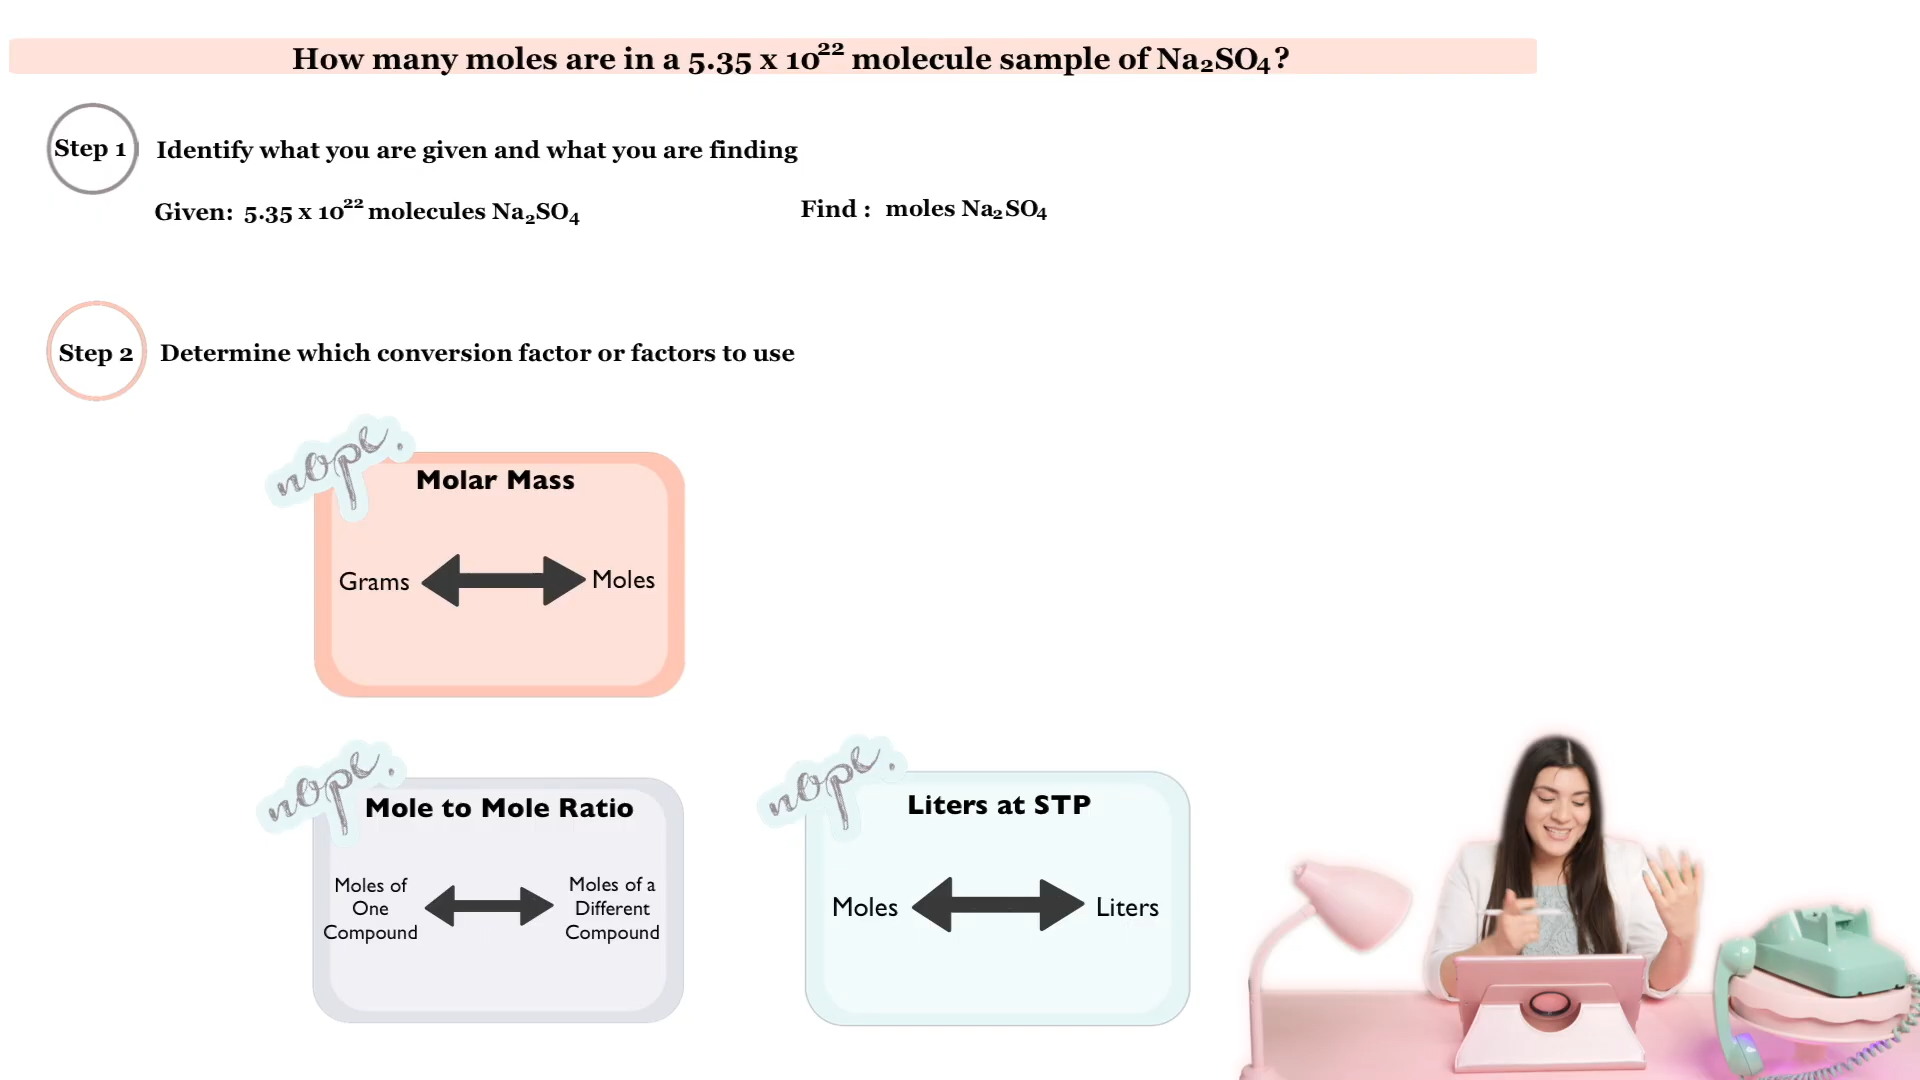 How many moles are in a 5.35 x 10²² molecule sample of Na₂SO₄?
Step 1
Identify what you are given and what you are finding
Given: 5.35 x 10²² molecules Na₂SO₄
Find : moles Na₂SO₄
Step 2
Determine which conversion factor or factors to use
nope.
Molar Mass
Grams
Moles
nope.
Mole to Mole Ratio
Moles of
One
Compound
Moles of a
Different
Compound
nope.
Liters at STP
Moles
Liters